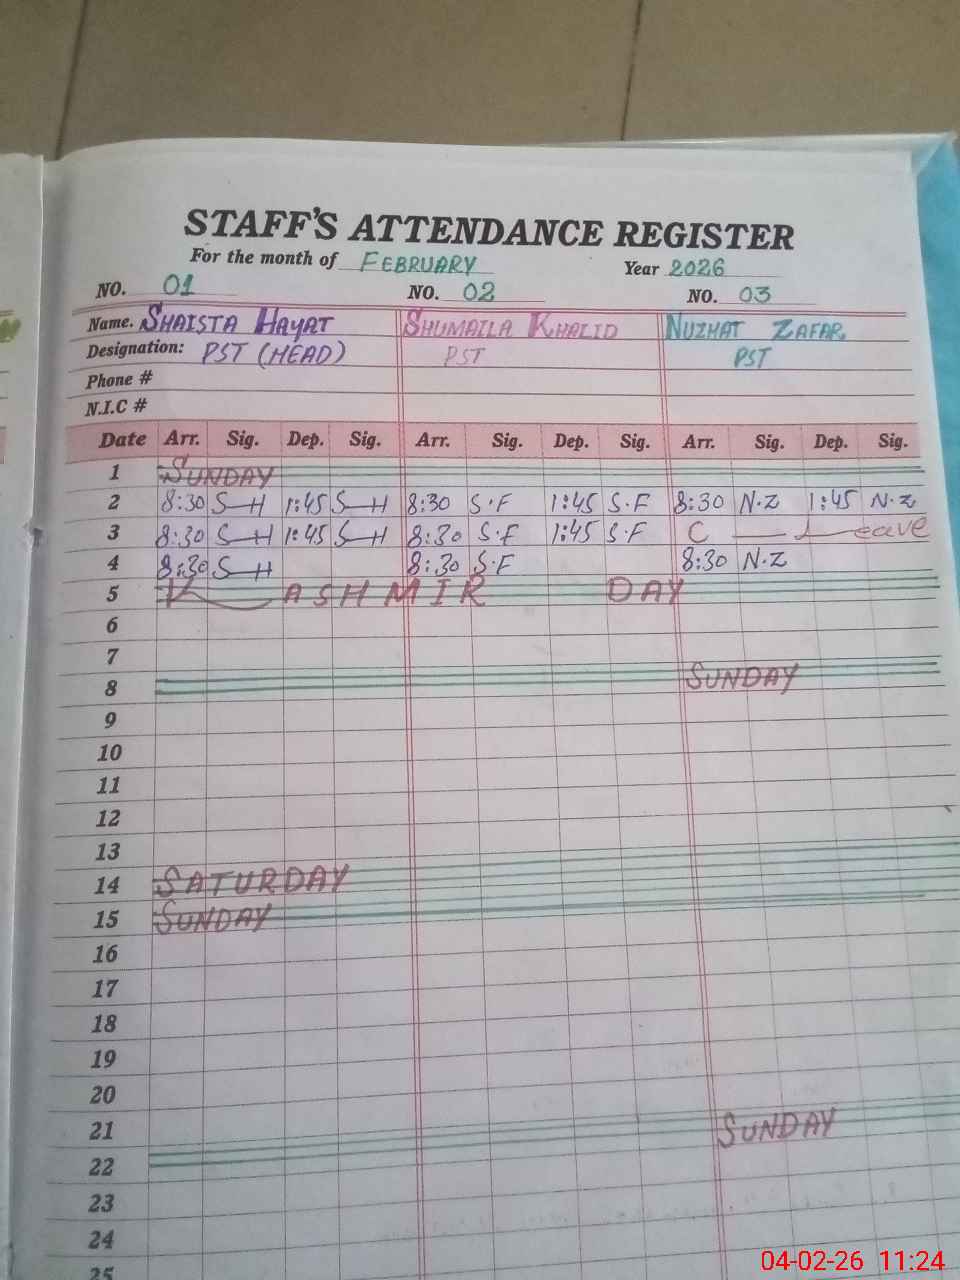 STAFF'S ATTENDANCE REGISTER
For the month of FEBRUARY Year 2026
NO. 01 NO. 02 NO. 03
Name. SHAISTA HAYAT SHUMAILA KHALID NUZHAT ZAFAR
Designation: PST (HEAD) PST PST
Phone #
N.I.C #
Date Arr. Sig. Dep. Sig. Arr. Sig. Dep. Sig. Arr. Sig. Dep. Sig.
1 SUNDAY
2 8:30 S-H 1:45 S-H 8:30 S.F 1:45 S.F 8:30 N.Z 1:45 N.Z
3 8:30 S-H 1:45 S-H 8:30 S.F 1:45 S.F C — Leave
4 8:30 S-H 8:30 S.F 8:30 N.Z
5 KASHMIR DAY
6
7
8 SUNDAY
9
10
11
12
13
14 SATURDAY
15 SUNDAY
16
17
18
19
20
21 SUNDAY
22
23
24
25
04-02-26 11:24